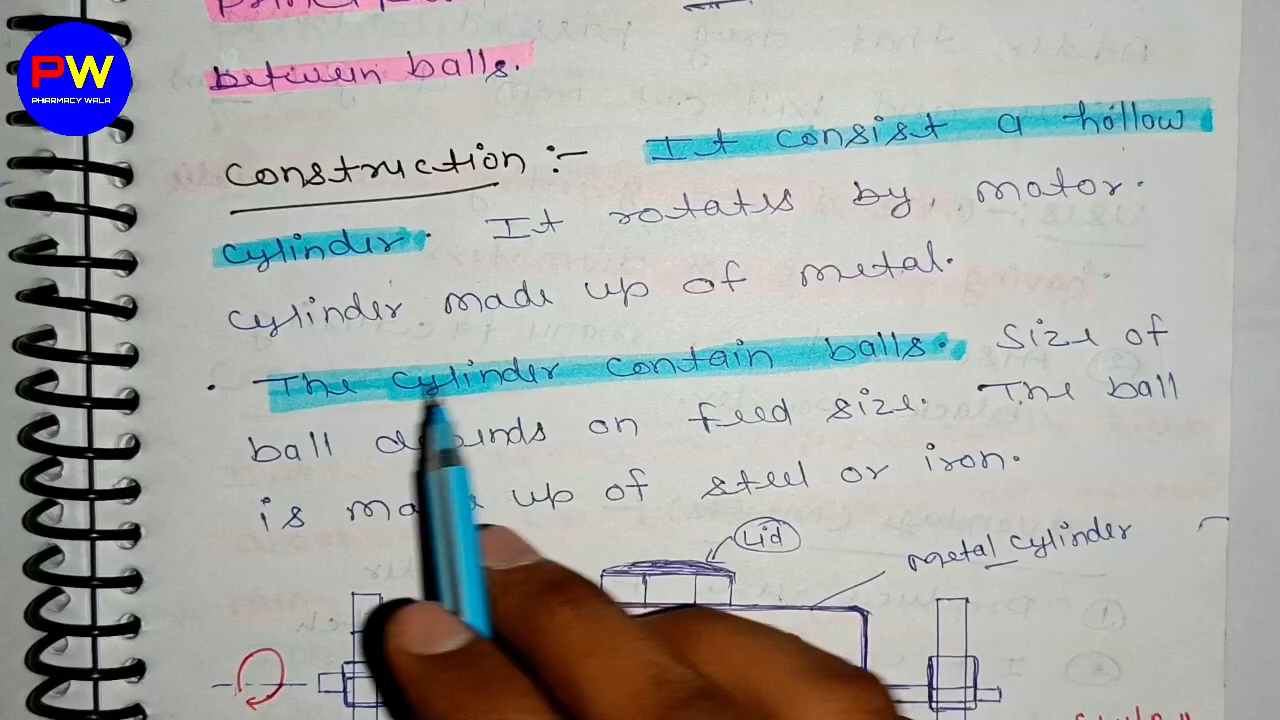 PW
PHARMACY WALA
between balls.
Construction :- It consist a hollow
cylinder. It rotates by motor.
cylinder made up of metal.
• The cylinder contain balls. Size of
ball depends on feed size. The ball
is made up of steel or iron.
Lid
metal cylinder